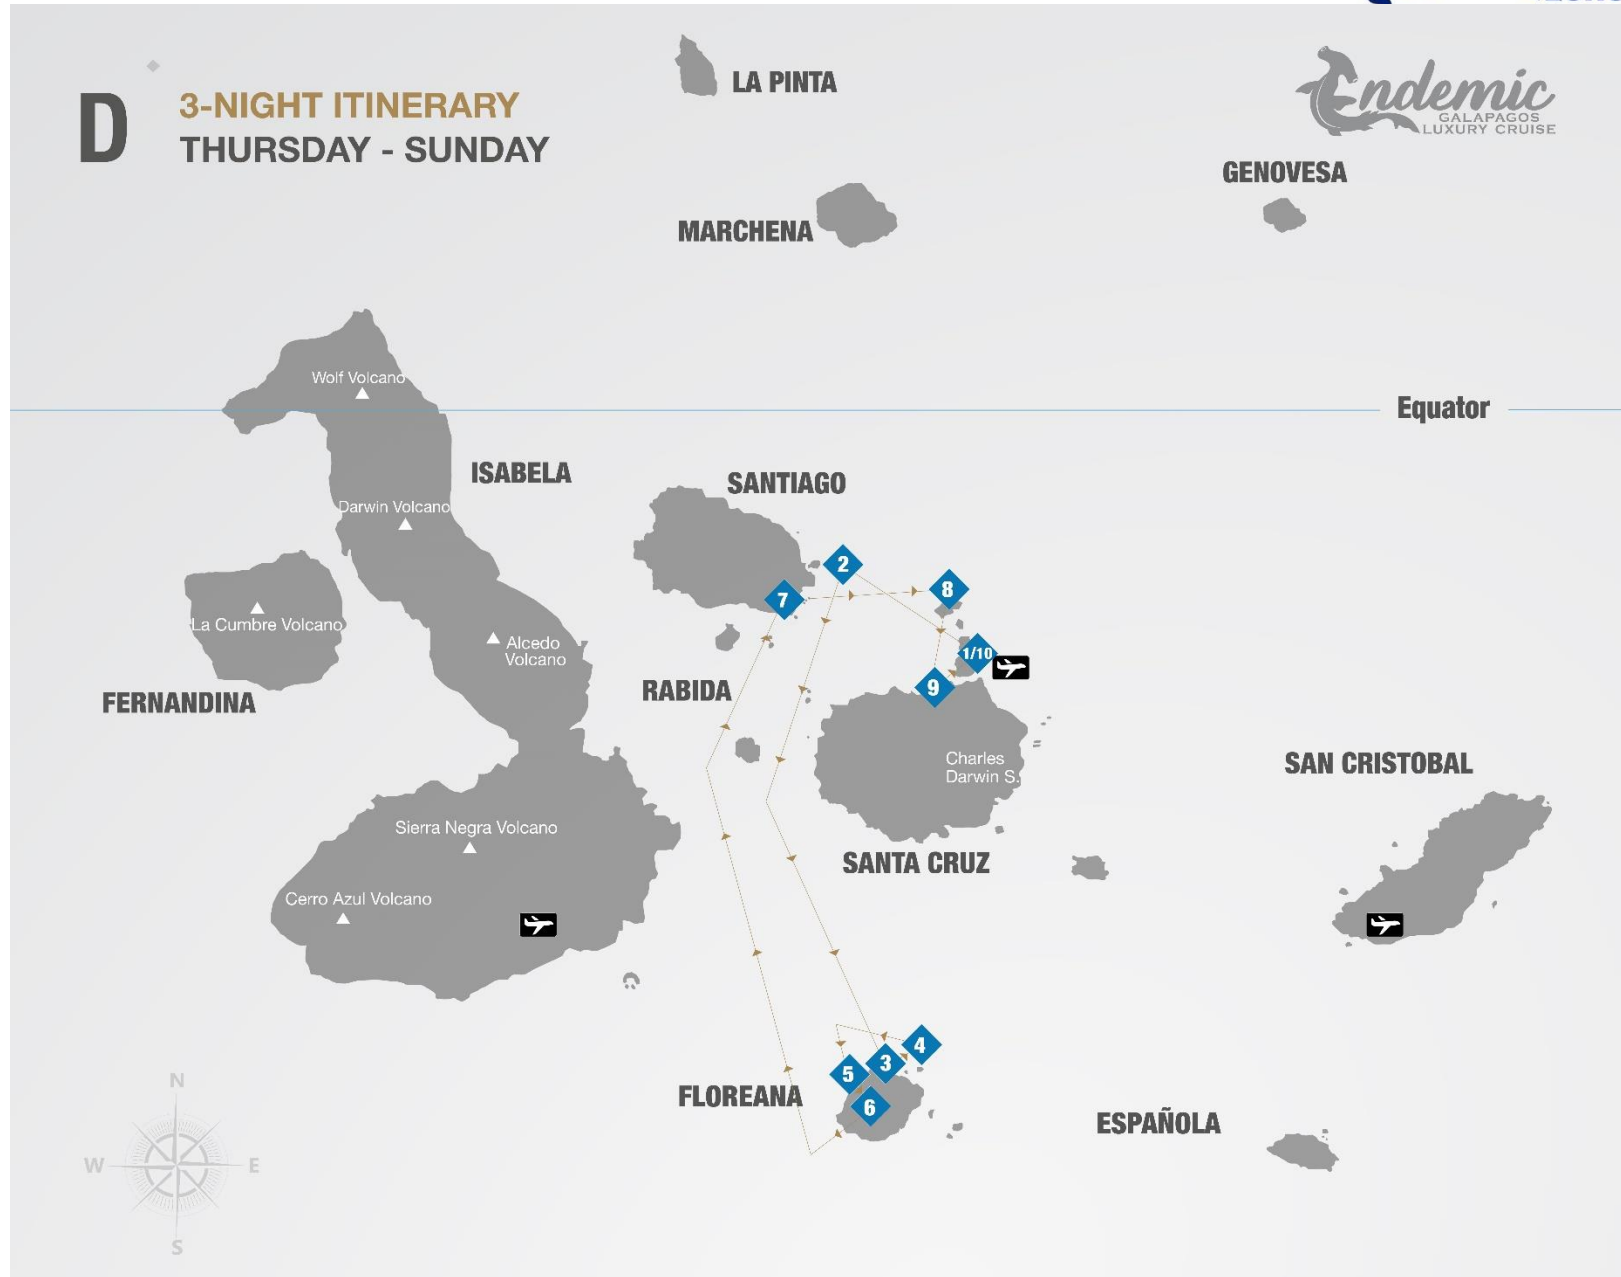 D
3-NIGHT ITINERARY
THURSDAY - SUNDAY
LA PINTA
Endemic
GALAPAGOS
LUXURY CRUISE
GENOVESA
MARCHENA
Wolf Volcano
Equator
ISABELA
SANTIAGO
Darwin Volcano
2
8
7
La Cumbre Volcano
Alcedo
Volcano
1/10
FERNANDINA
RABIDA
9
Charles
Darwin S.
SAN CRISTOBAL
Sierra Negra Volcano
SANTA CRUZ
Cerro Azul Volcano
4
3
5
6
FLOREANA
ESPAÑOLA
N
W
E
S